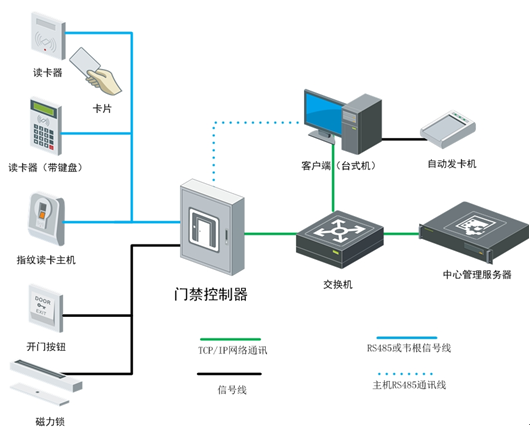 读卡器
卡片
读卡器（带键盘）
指纹读卡主机
DOOR
EXIT
开门按钮
磁力锁
门禁控制器
客户端（台式机）
自动发卡机
交换机
中心管理服务器
TCP/IP网络通讯
RS485或韦根信号线
信号线
主机RS485通讯线